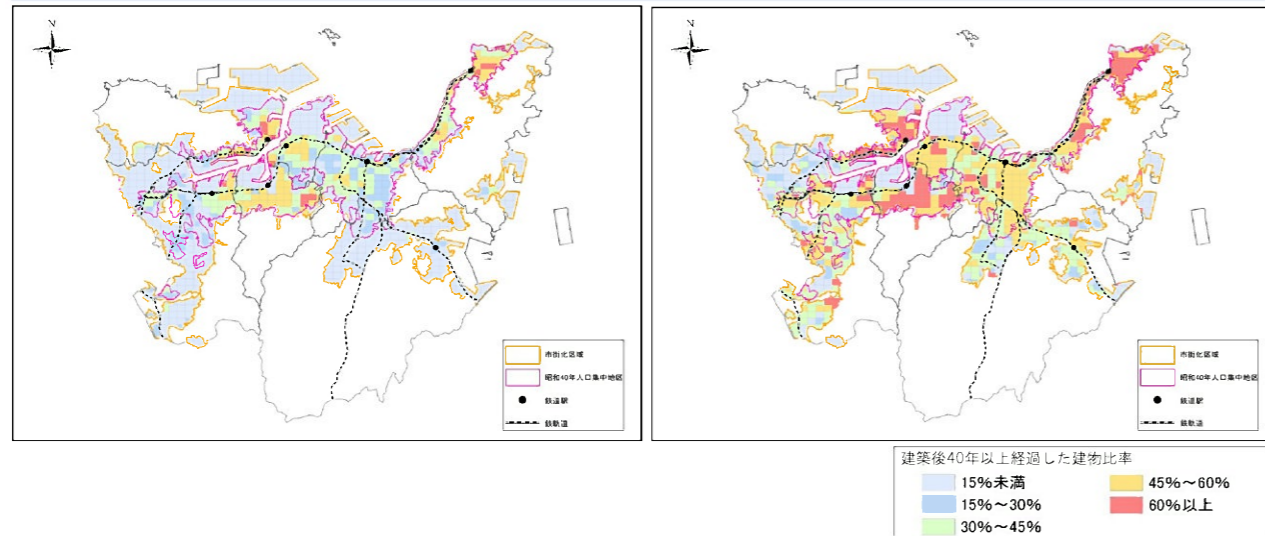 N
N
市街化区域
昭和40年人口集中地区
鉄道駅
鉄軌道
市街化区域
昭和40年人口集中地区
鉄道駅
鉄軌道
建築後40年以上経過した建物比率
15%未満
45%～60%
15%～30%
60%以上
30%～45%